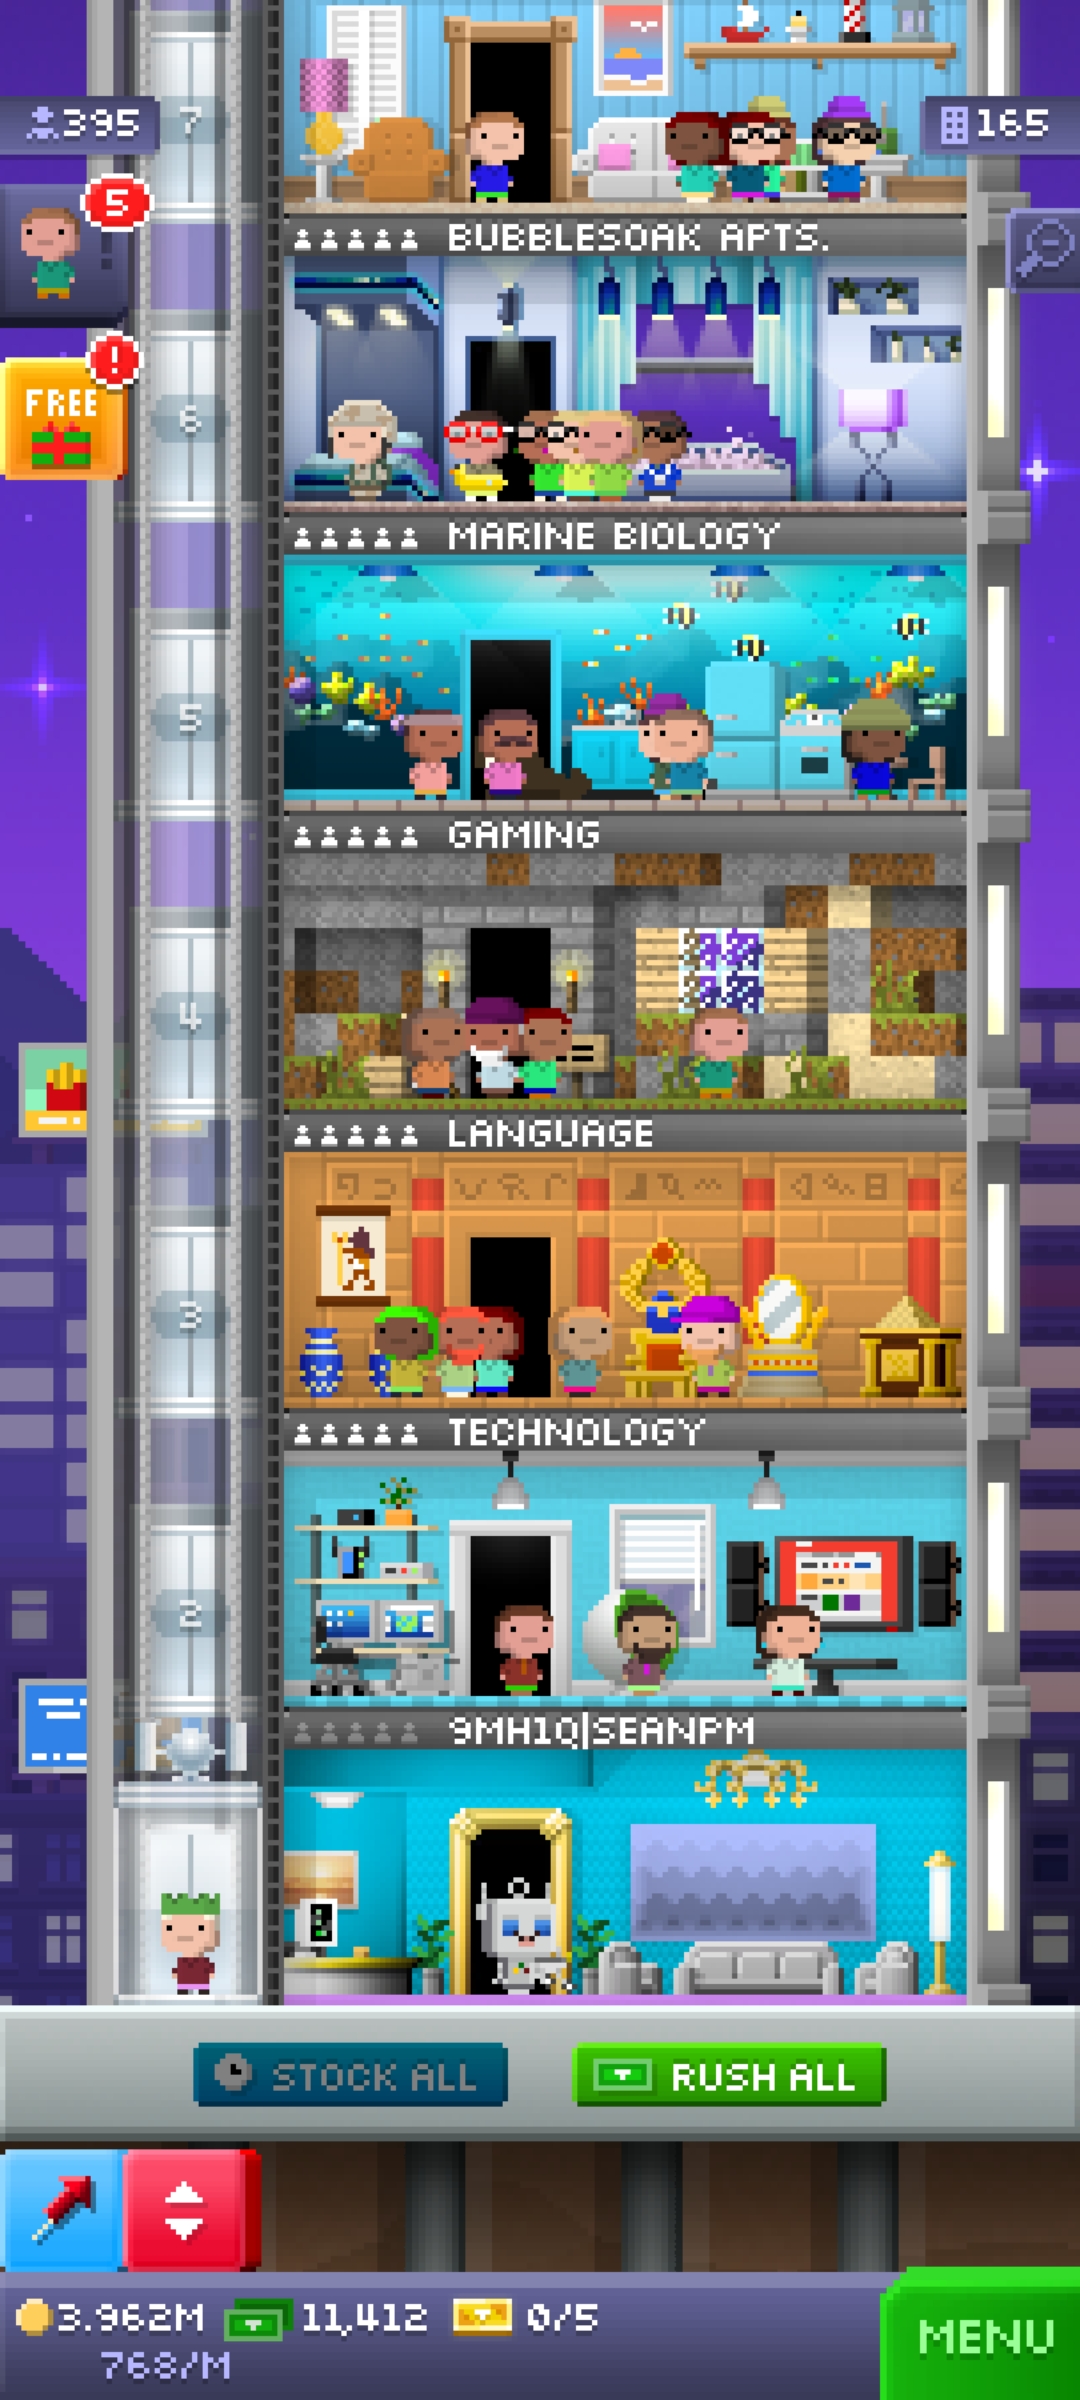 7
395
165
5
BUBBLESOAK APTS.
!
FREE
6
MARINE BIOLOGY
5
GAMING
4
LANGUAGE
3
TECHNOLOGY
2
9MH1Q|SEANPM
STOCK ALL
RUSH ALL
3.962M
11,412
0/5
768/M
MENU